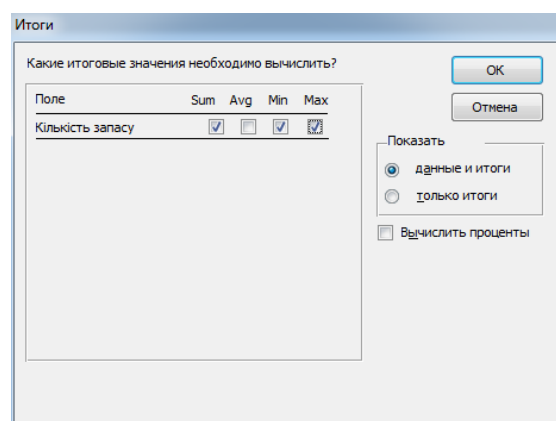 Итоги
Какие итоговые значения необходимо вычислить?
ОК
Отмена
Поле Sum Avg Min Max
Кількість запасу
Показать
данные и итоги
только итоги
Вычислить проценты